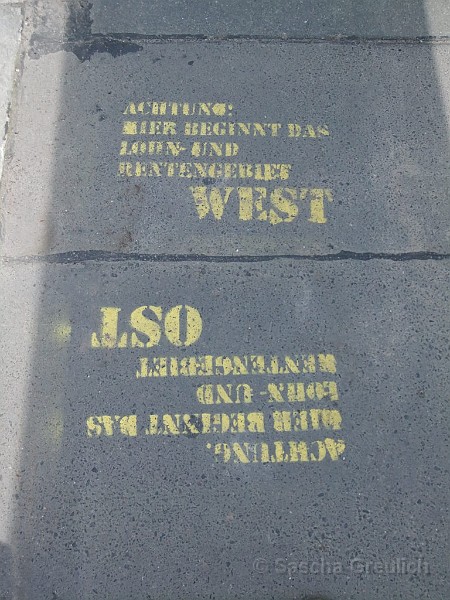 ACHTUNG:
HIER BEGINNT DAS
LOHN- UND
RENTENGEBIET
WEST
ACHTUNG.
HIER BEGINNT DAS
LOHN- UND
RENTENGEBIET
OST
© Sascha Greulich